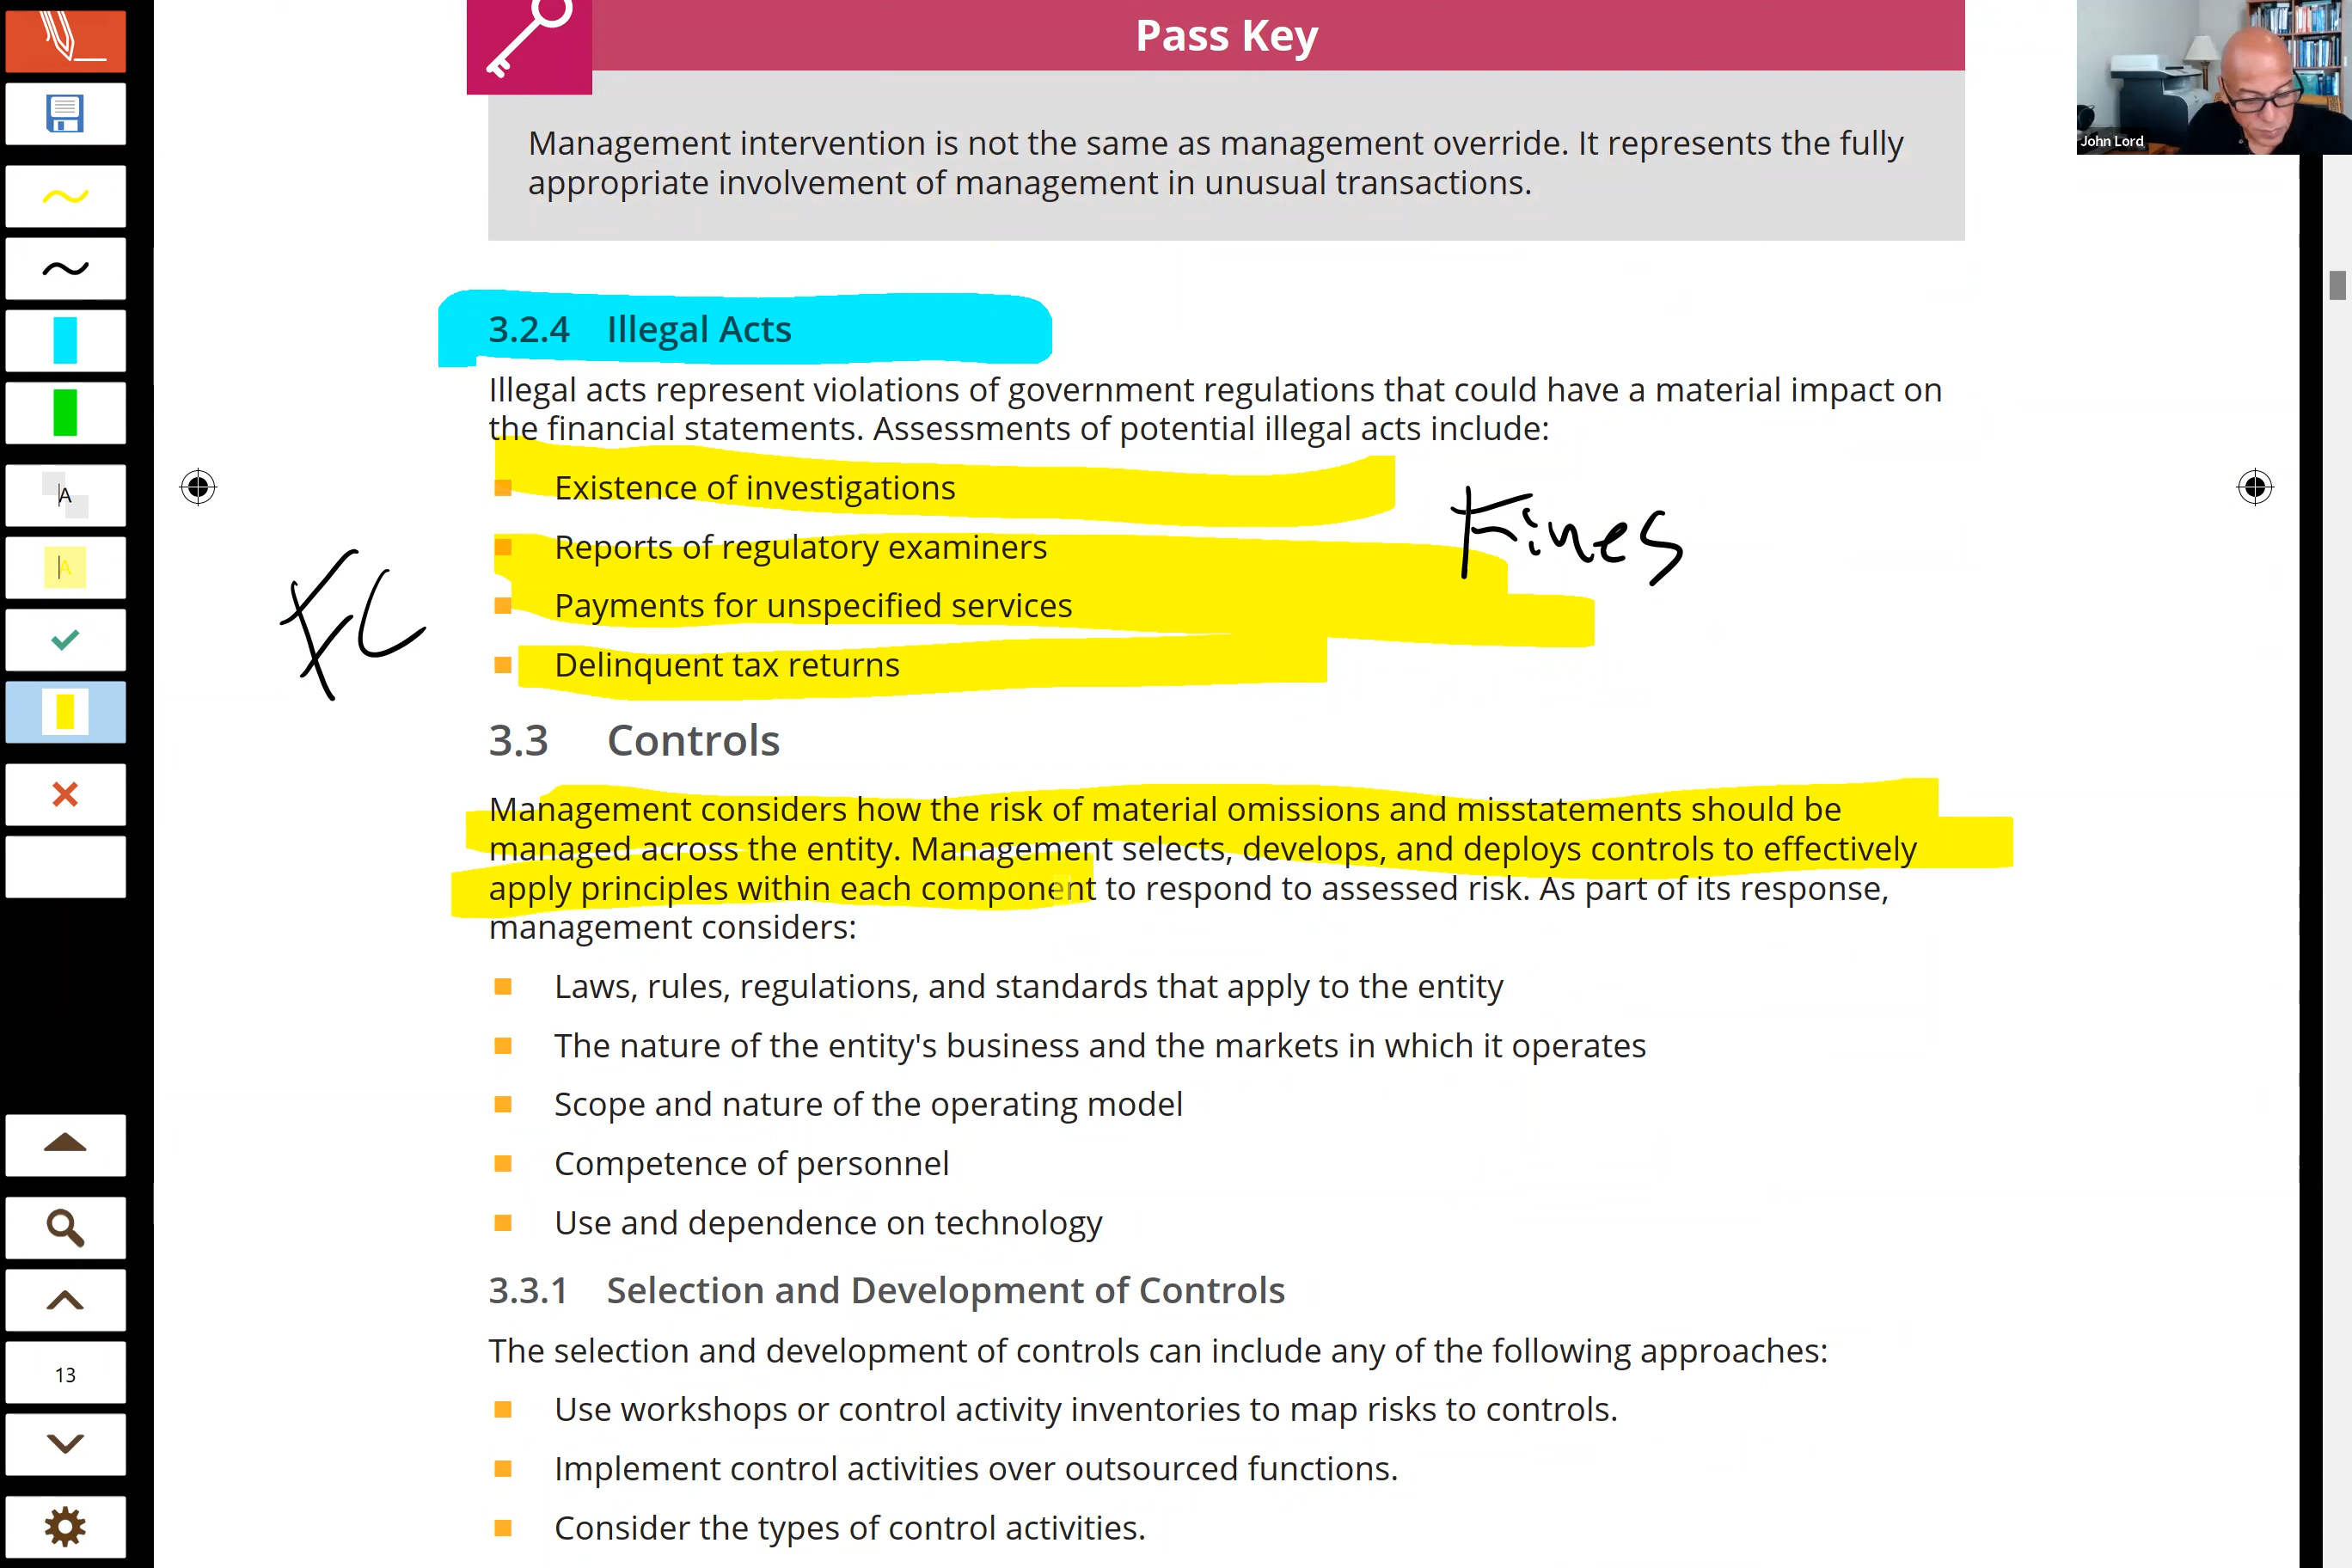 Pass Key
John Lord
Management intervention is not the same as management override. It represents the fully
appropriate involvement of management in unusual transactions.
3.2.4 Illegal Acts
Illegal acts represent violations of government regulations that could have a material impact on
the financial statements. Assessments of potential illegal acts include:
Existence of investigations
Fines
Reports of regulatory examiners
Payments for unspecified services
Delinquent tax returns
3.3 Controls
Management considers how the risk of material omissions and misstatements should be
managed across the entity. Management selects, develops, and deploys controls to effectively
apply principles within each component to respond to assessed risk. As part of its response,
management considers:
Laws, rules, regulations, and standards that apply to the entity
The nature of the entity's business and the markets in which it operates
Scope and nature of the operating model
Competence of personnel
Use and dependence on technology
3.3.1 Selection and Development of Controls
The selection and development of controls can include any of the following approaches:
Use workshops or control activity inventories to map risks to controls.
Implement control activities over outsourced functions.
Consider the types of control activities.
A
A
13